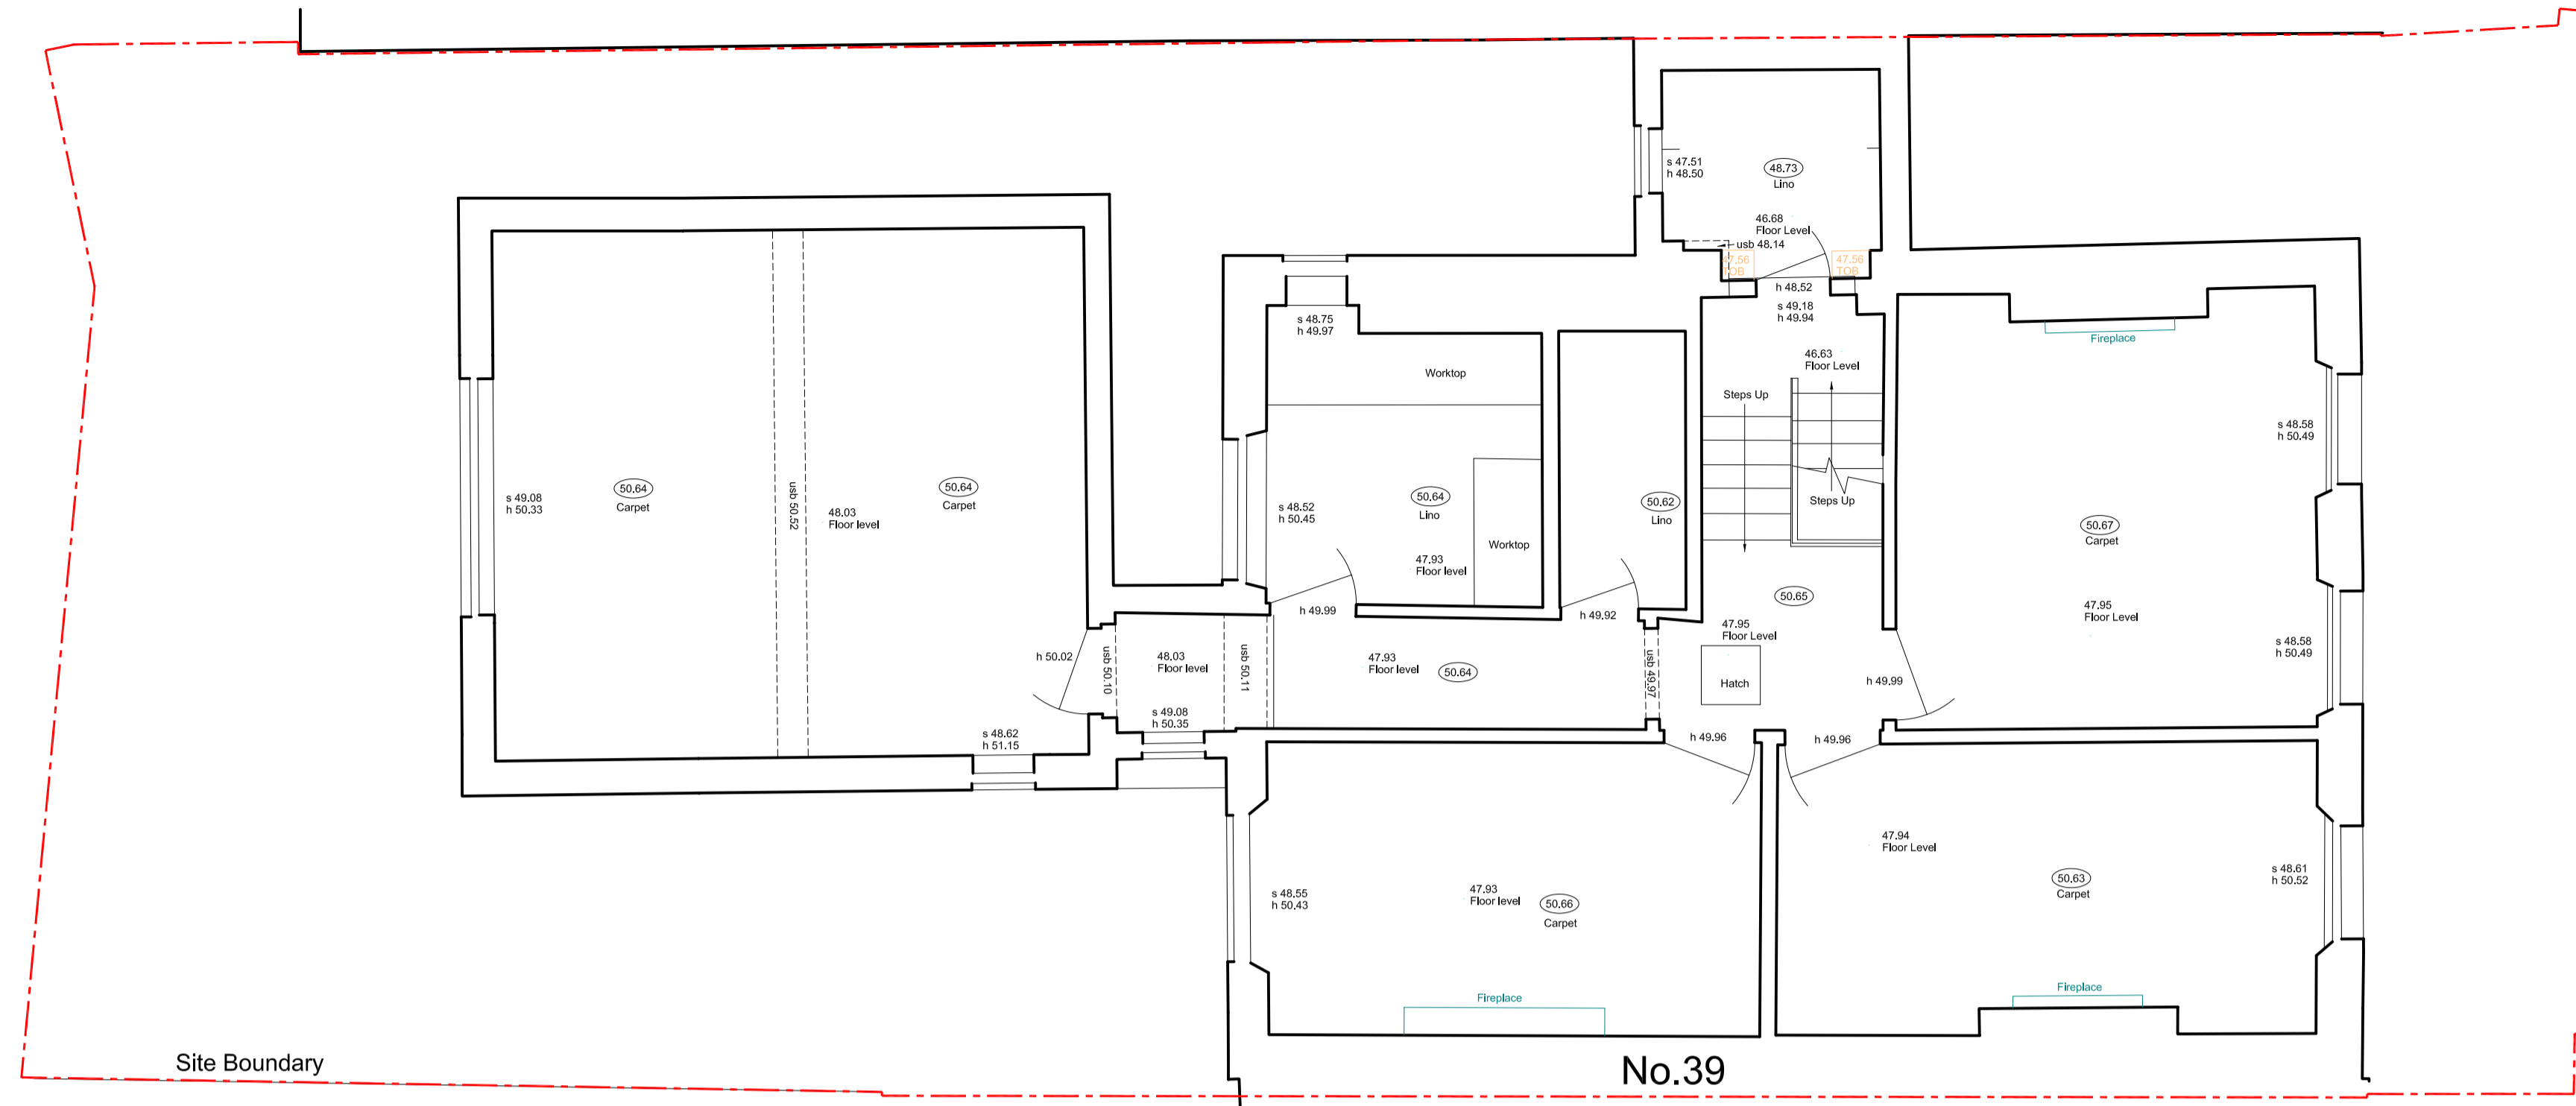 s 47.51
h 48.50
48.73
Lino
46.68
Floor Level
usb 48.14
47.56
TOB
47.56
TOB
h 48.52
s 49.18
h 49.94
s 48.75
h 49.97
Fireplace
46.63
Floor Level
Worktop
Steps Up
s 48.58
h 50.49
50.64
Carpet
50.64
Carpet
s 49.08
h 50.33
usb 50.52
48.03
Floor level
s 48.52
h 50.45
50.64
Lino
50.62
Lino
Steps Up
50.67
Carpet
Worktop
47.93
Floor level
50.65
h 49.99
h 49.92
47.95
Floor Level
47.95
Floor Level
h 50.02
usb 50.10
48.03
Floor level
usb 50.11
47.93
Floor level
50.64
usb 49.97
Hatch
h 49.99
s 48.58
h 50.49
s 49.08
h 50.35
s 48.62
h 51.15
h 49.96
h 49.96
47.94
Floor Level
s 48.55
h 50.43
47.93
Floor level
50.66
Carpet
50.63
Carpet
s 48.61
h 50.52
Fireplace
Fireplace
Site Boundary
No.39